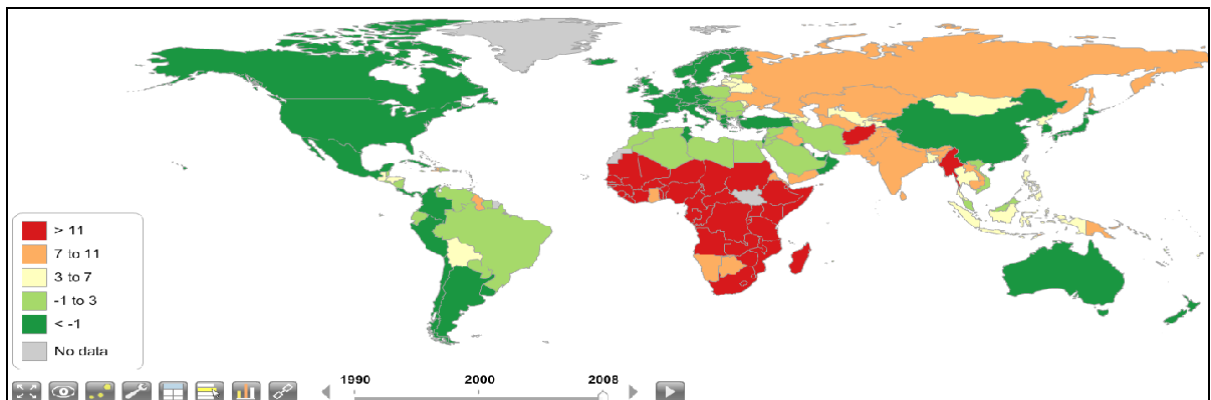 > 11
7 to 11
3 to 7
-1 to 3
< -1
No data
1990 2000 2008